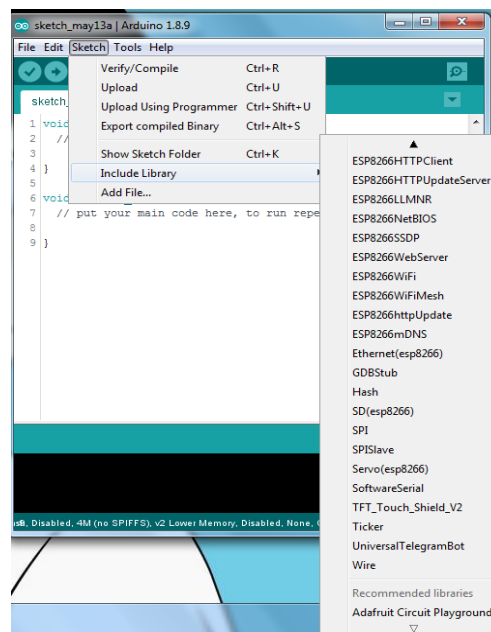 sketch_may13a | Arduino 1.8.9
File Edit Sketch Tools Help
Verify/Compile Ctrl+R
Upload Ctrl+U
Upload Using Programmer Ctrl+Shift+U
Export compiled Binary Ctrl+Alt+S
Show Sketch Folder Ctrl+K
Include Library
Add File...
sketch_
1 void
2 //
3
4 }
5
6 void
7 // put your main code here, to run repe
8
9 }
ESP8266HTTPClient
ESP8266HTTPUpdateServer
ESP8266LLMNR
ESP8266NetBIOS
ESP8266SSDP
ESP8266WebServer
ESP8266WiFi
ESP8266WiFiMesh
ESP8266httpUpdate
ESP8266mDNS
Ethernet(esp8266)
GDBStub
Hash
SD(esp8266)
SPI
SPISlave
Servo(esp8266)
SoftwareSerial
TFT_Touch_Shield_V2
Ticker
UniversalTelegramBot
Wire
Recommended libraries
Adafruit Circuit Playground
Disabled, 4M (no SPIFFS), v2 Lower Memory, Disabled, None,